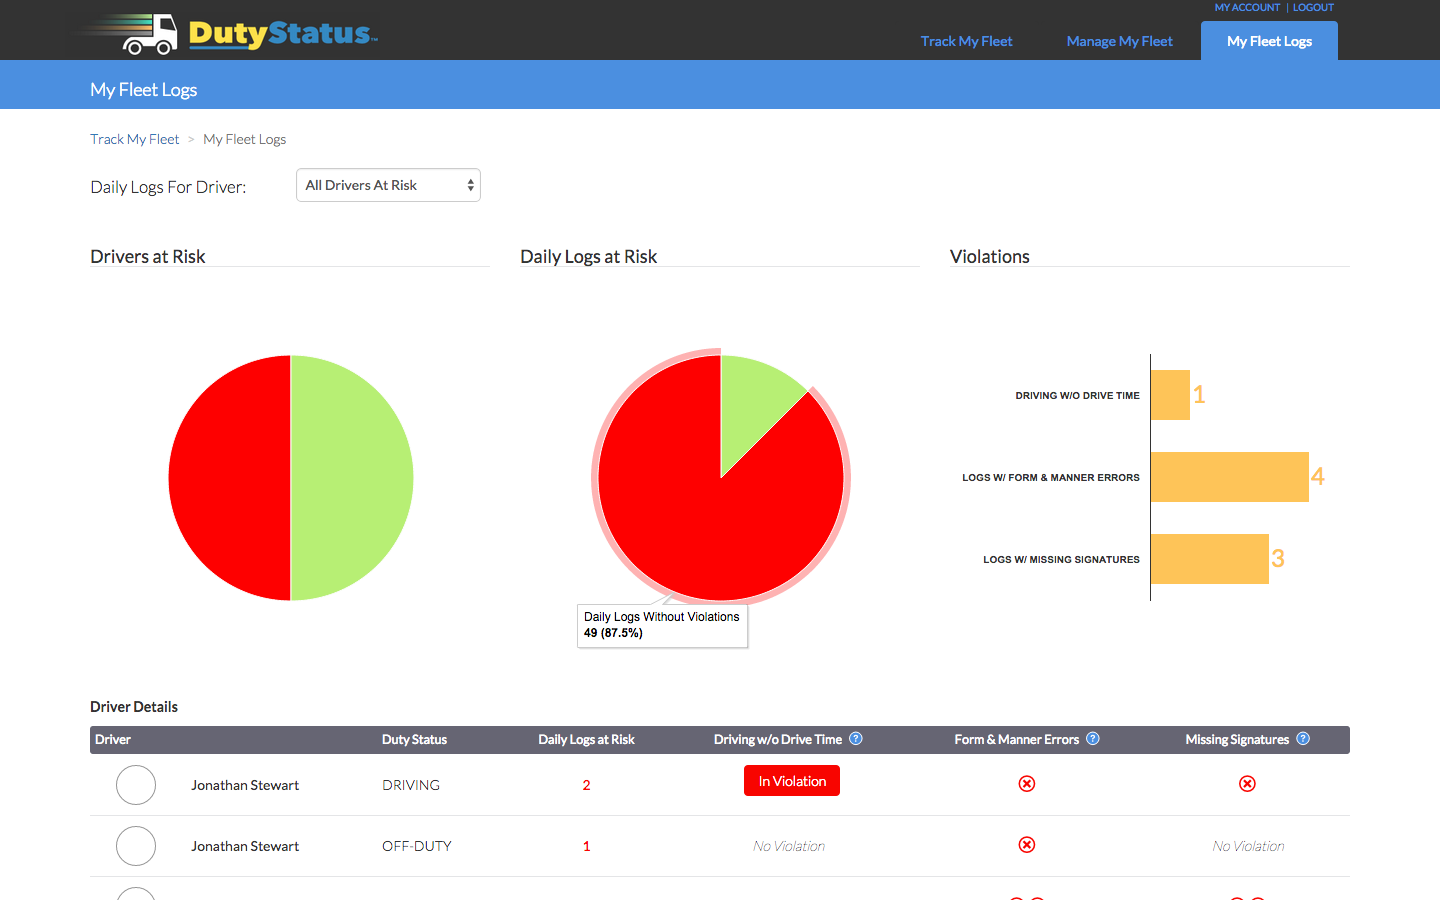 MY ACCOUNT | LOGOUT
DutyStatus™
Track My Fleet
Manage My Fleet
My Fleet Logs
My Fleet Logs
Track My Fleet > My Fleet Logs
Daily Logs For Driver:
All Drivers At Risk
Drivers at Risk
Daily Logs at Risk
Violations
DRIVING W/O DRIVE TIME 1
LOGS W/ FORM & MANNER ERRORS 4
LOGS W/ MISSING SIGNATURES 3
Daily Logs Without Violations
49 (87.5%)
Driver Details
Driver Duty Status Daily Logs at Risk Driving w/o Drive Time ? Form & Manner Errors ? Missing Signatures ?
Jonathan Stewart DRIVING 2 In Violation
Jonathan Stewart OFF-DUTY 1 No Violation No Violation